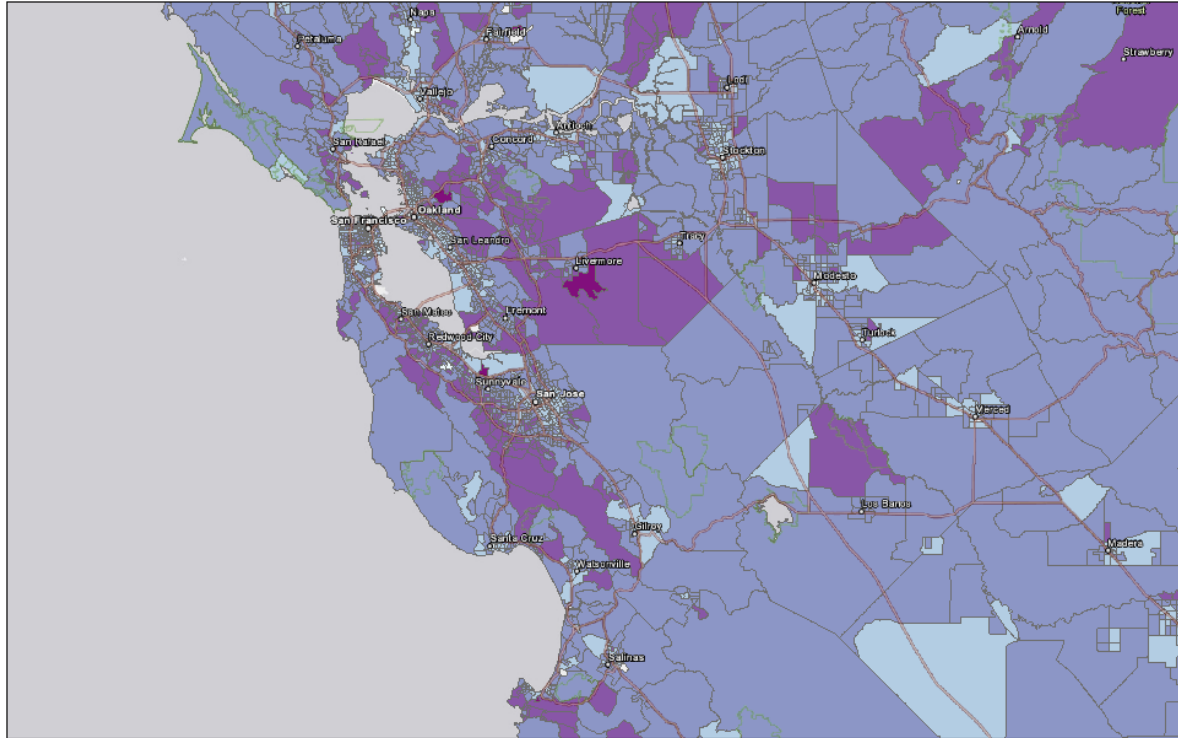 Napa
Forest
Petaluma
Fairfield
Arnold
Strawberry
Vallejo
Lodi
Antioch
San Rafael
Concord
Stockton
Oakland
San Francisco
San Leandro
Tracy
Livermore
Modesto
San Mateo
Fremont
Redwood City
Turlock
Sunnyvale
San Jose
Merced
Los Banos
Gilroy
Santa Cruz
Madera
Watsonville
Salinas